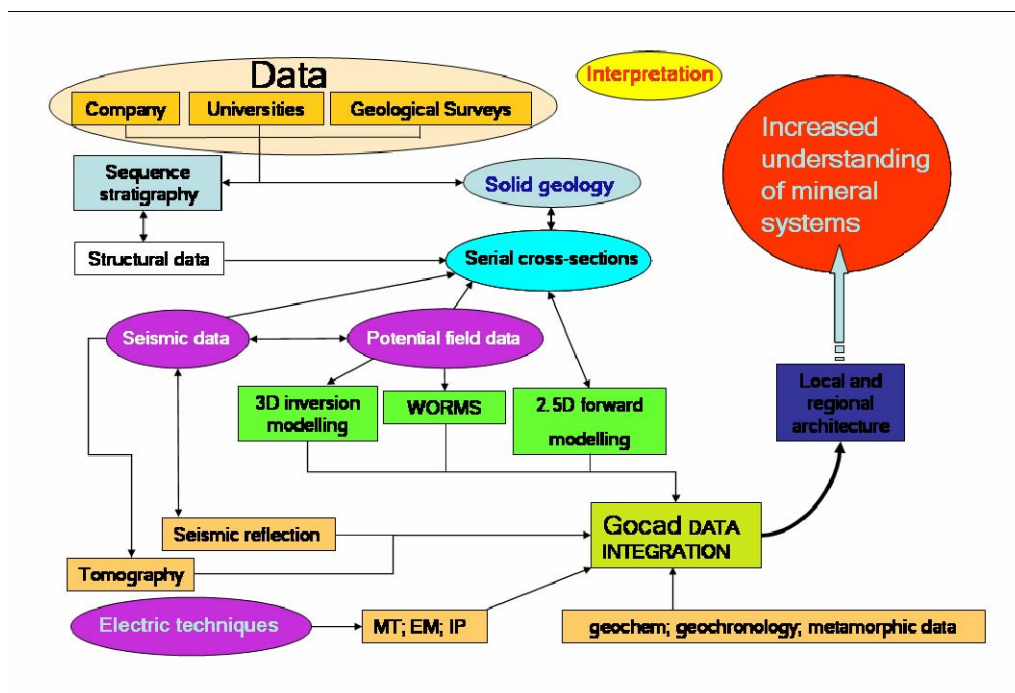 Data
Interpretation
Company
Universities
Geological Surveys
Increased
understanding
of mineral
systems
Sequence
stratigraphy
Solid geology
Structural data
Serial cross-sections
Seismic data
Potential field data
3D inversion
modelling
WORMS
2.5D forward
modelling
Local and
regional
architecture
Seismic reflection
Gocad DATA
INTEGRATION
Tomography
Electric techniques
MT; EM; IP
geochem; geochronology; metamorphic data